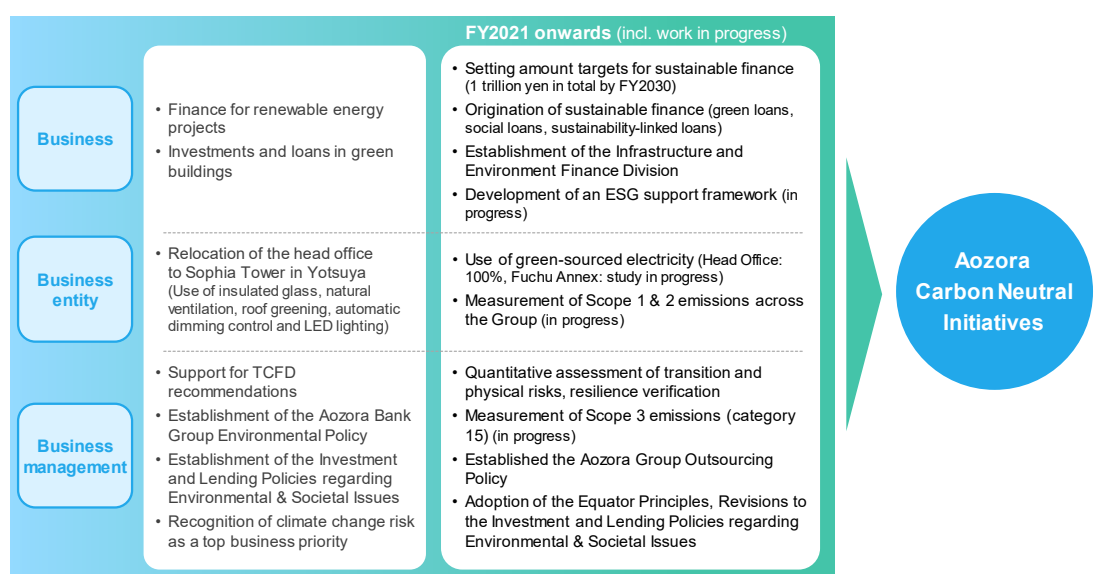 FY2021 onwards (incl. work in progress)
Business
• Finance for renewable energy
projects
• Investments and loans in green
buildings
• Setting amount targets for sustainable finance
(1 trillion yen in total by FY2030)
• Origination of sustainable finance (green loans,
social loans, sustainability-linked loans)
• Establishment of the Infrastructure and
Environment Finance Division
• Development of an ESG support framework (in
progress)
Business
entity
• Relocation of the head office
to Sophia Tower in Yotsuya
(Use of insulated glass, natural
ventilation, roof greening, automatic
dimming control and LED lighting)
• Use of green-sourced electricity (Head Office:
100%, Fuchu Annex: study in progress)
• Measurement of Scope 1 & 2 emissions across
the Group (in progress)
Business
management
• Support for TCFD
recommendations
• Establishment of the Aozora Bank
Group Environmental Policy
• Establishment of the Investment
and Lending Policies regarding
Environmental & Societal Issues
• Recognition of climate change risk
as a top business priority
• Quantitative assessment of transition and
physical risks, resilience verification
• Measurement of Scope 3 emissions (category
15) (in progress)
• Established the Aozora Group Outsourcing
Policy
• Adoption of the Equator Principles, Revisions to
the Investment and Lending Policies regarding
Environmental & Societal Issues
Aozora
Carbon Neutral
Initiatives